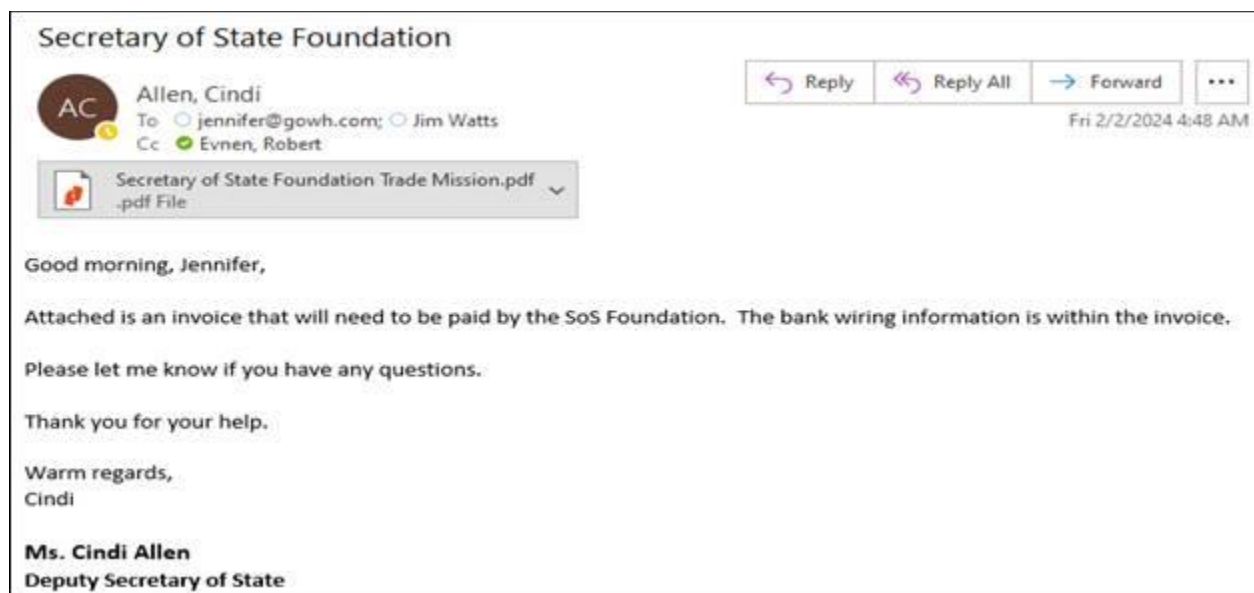 Secretary of State Foundation
AC
Allen, Cindi
To jennifer@gowh.com; Jim Watts
Cc Evnen, Robert
Reply
Reply All
Forward
...
Fri 2/2/2024 4:48 AM
Secretary of State Foundation Trade Mission.pdf
.pdf File
Good morning, Jennifer,
Attached is an invoice that will need to be paid by the SoS Foundation. The bank wiring information is within the invoice.
Please let me know if you have any questions.
Thank you for your help.
Warm regards,
Cindi
Ms. Cindi Allen
Deputy Secretary of State